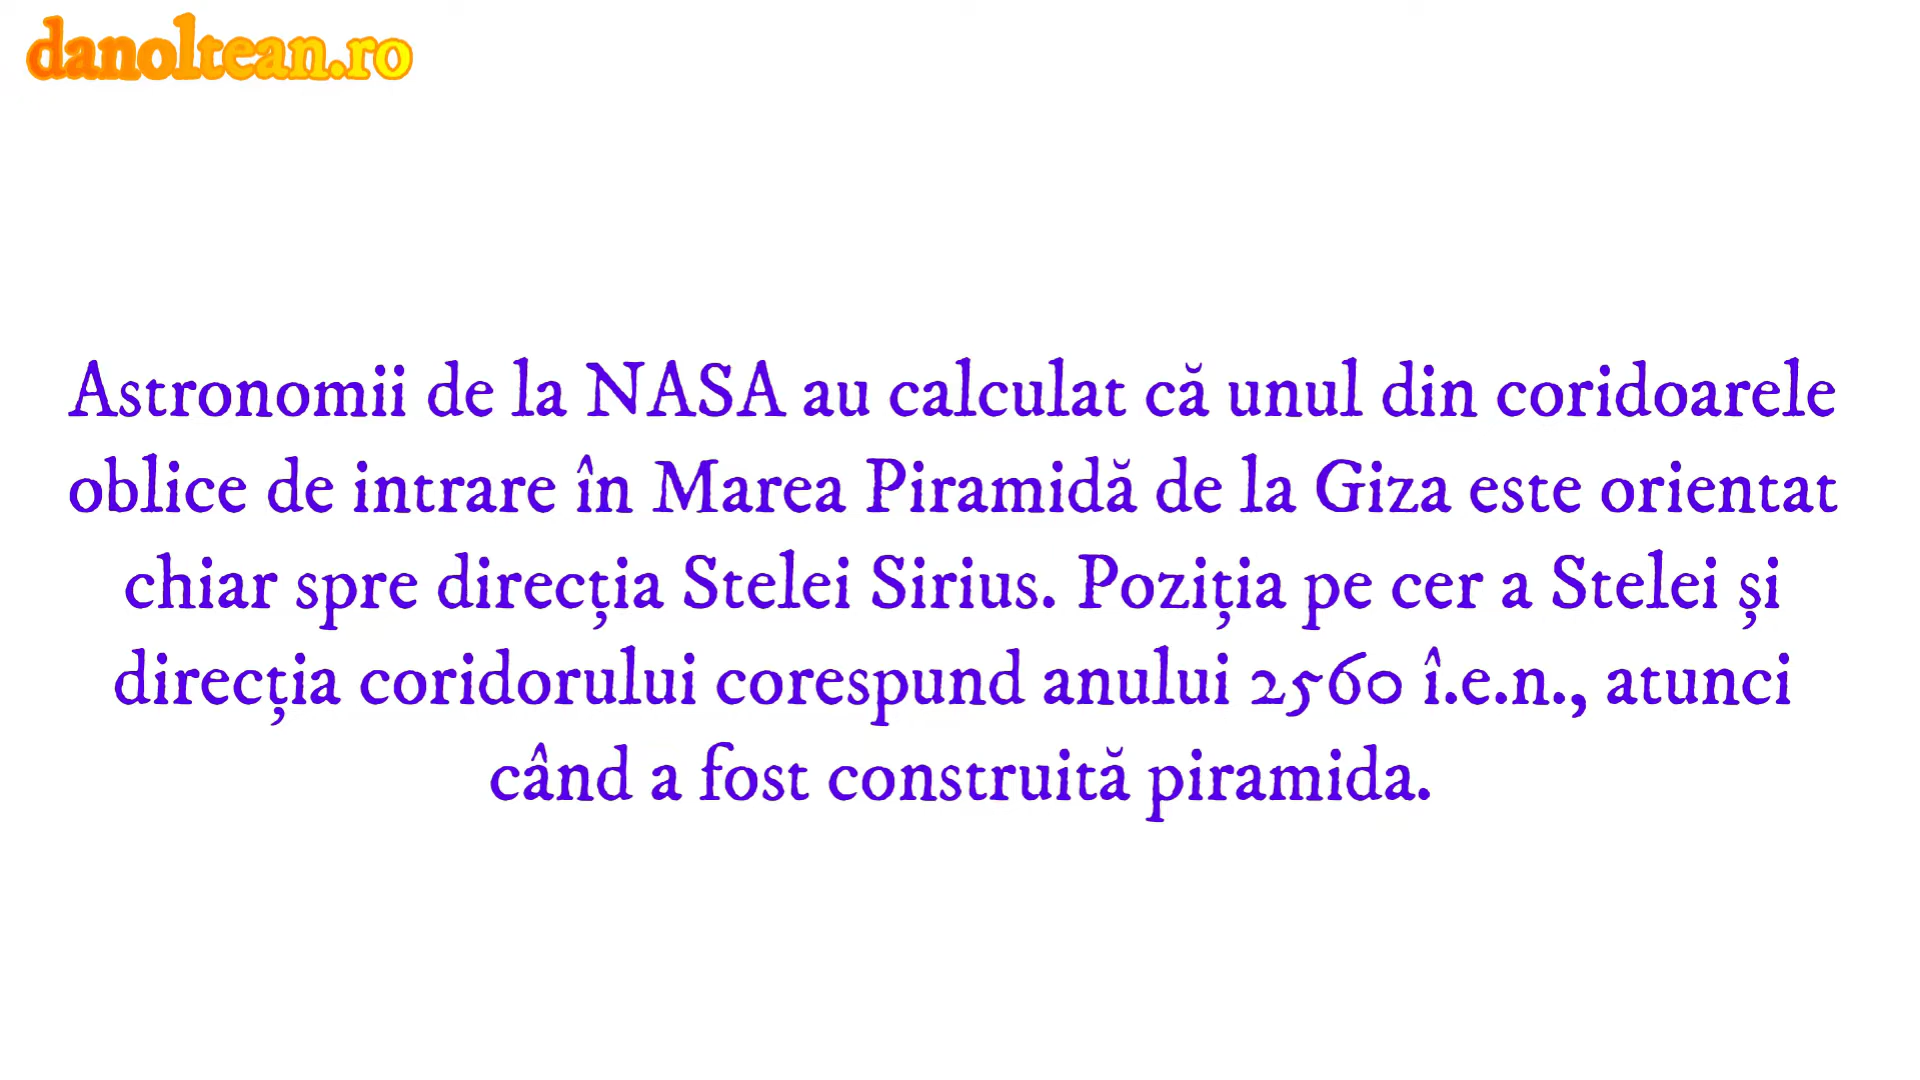 danoltean.ro
Astronomii de la NASA au calculat că unul din coridoarele
oblice de intrare în Marea Piramidă de la Giza este orientat
chiar spre direcția Stelei Sirius. Poziția pe cer a Stelei și
direcția coridorului corespund anului 2560 î.e.n., atunci
când a fost construită piramida.